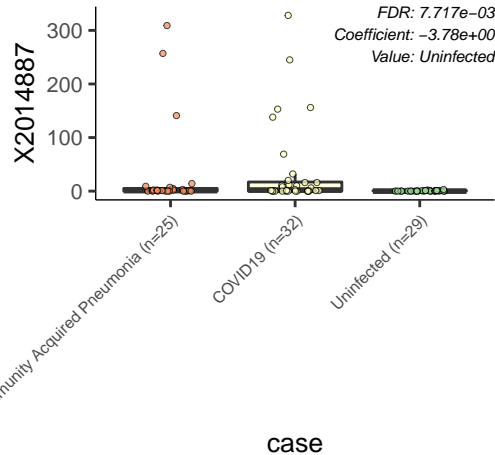 FDR: 7.717e−03
Coefficient: −3.78e+00
Value: Uninfected
X2014887
300
200
100
0
munity Acquired Pneumonia (n=25)
COVID19 (n=32)
Uninfected (n=29)
case